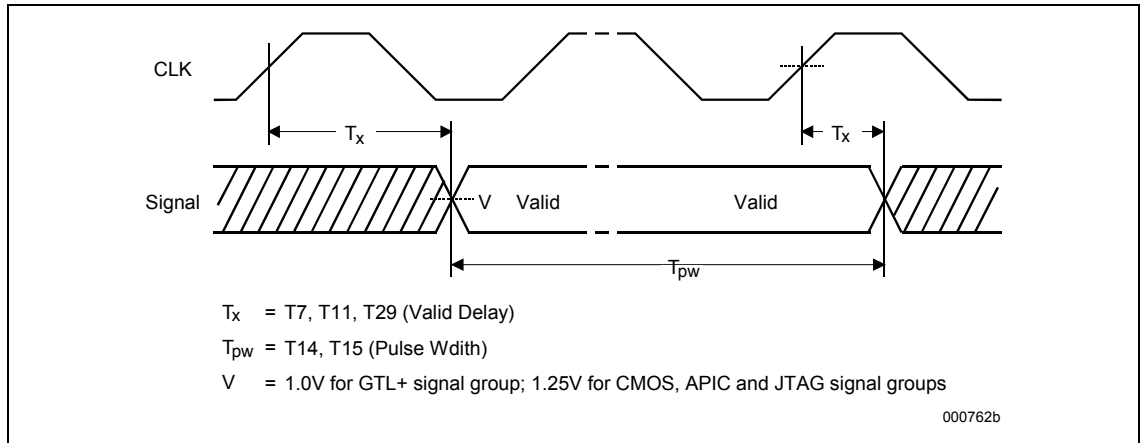 CLK
Tx Tx
Signal V Valid Valid
Tpw
Tx = T7, T11, T29 (Valid Delay)
Tpw = T14, T15 (Pulse Wdith)
V = 1.0V for GTL+ signal group; 1.25V for CMOS, APIC and JTAG signal groups
000762b